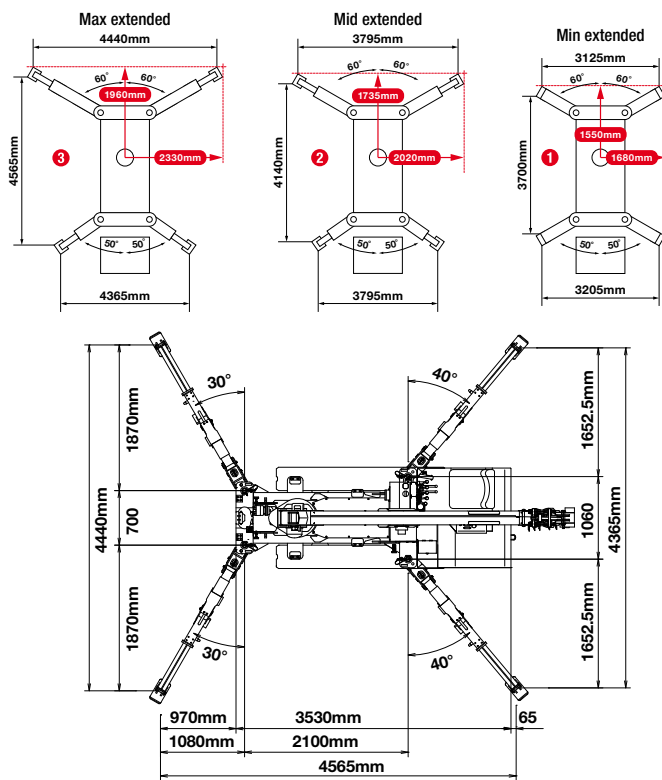 Max extended
4440mm
60° 60°
1960mm
4565mm
3
2330mm
50° 50°
4365mm
Mid extended
3795mm
60° 60°
1735mm
4140mm
2
2020mm
50° 50°
3795mm
Min extended
3125mm
60° 60°
1550mm
3700mm
1
1680mm
50° 50°
3205mm
30°
40°
1870mm
1652.5mm
4440mm
700
1060
4365mm
1870mm
1652.5mm
30°
40°
970mm
3530mm
65
1080mm
2100mm
4565mm